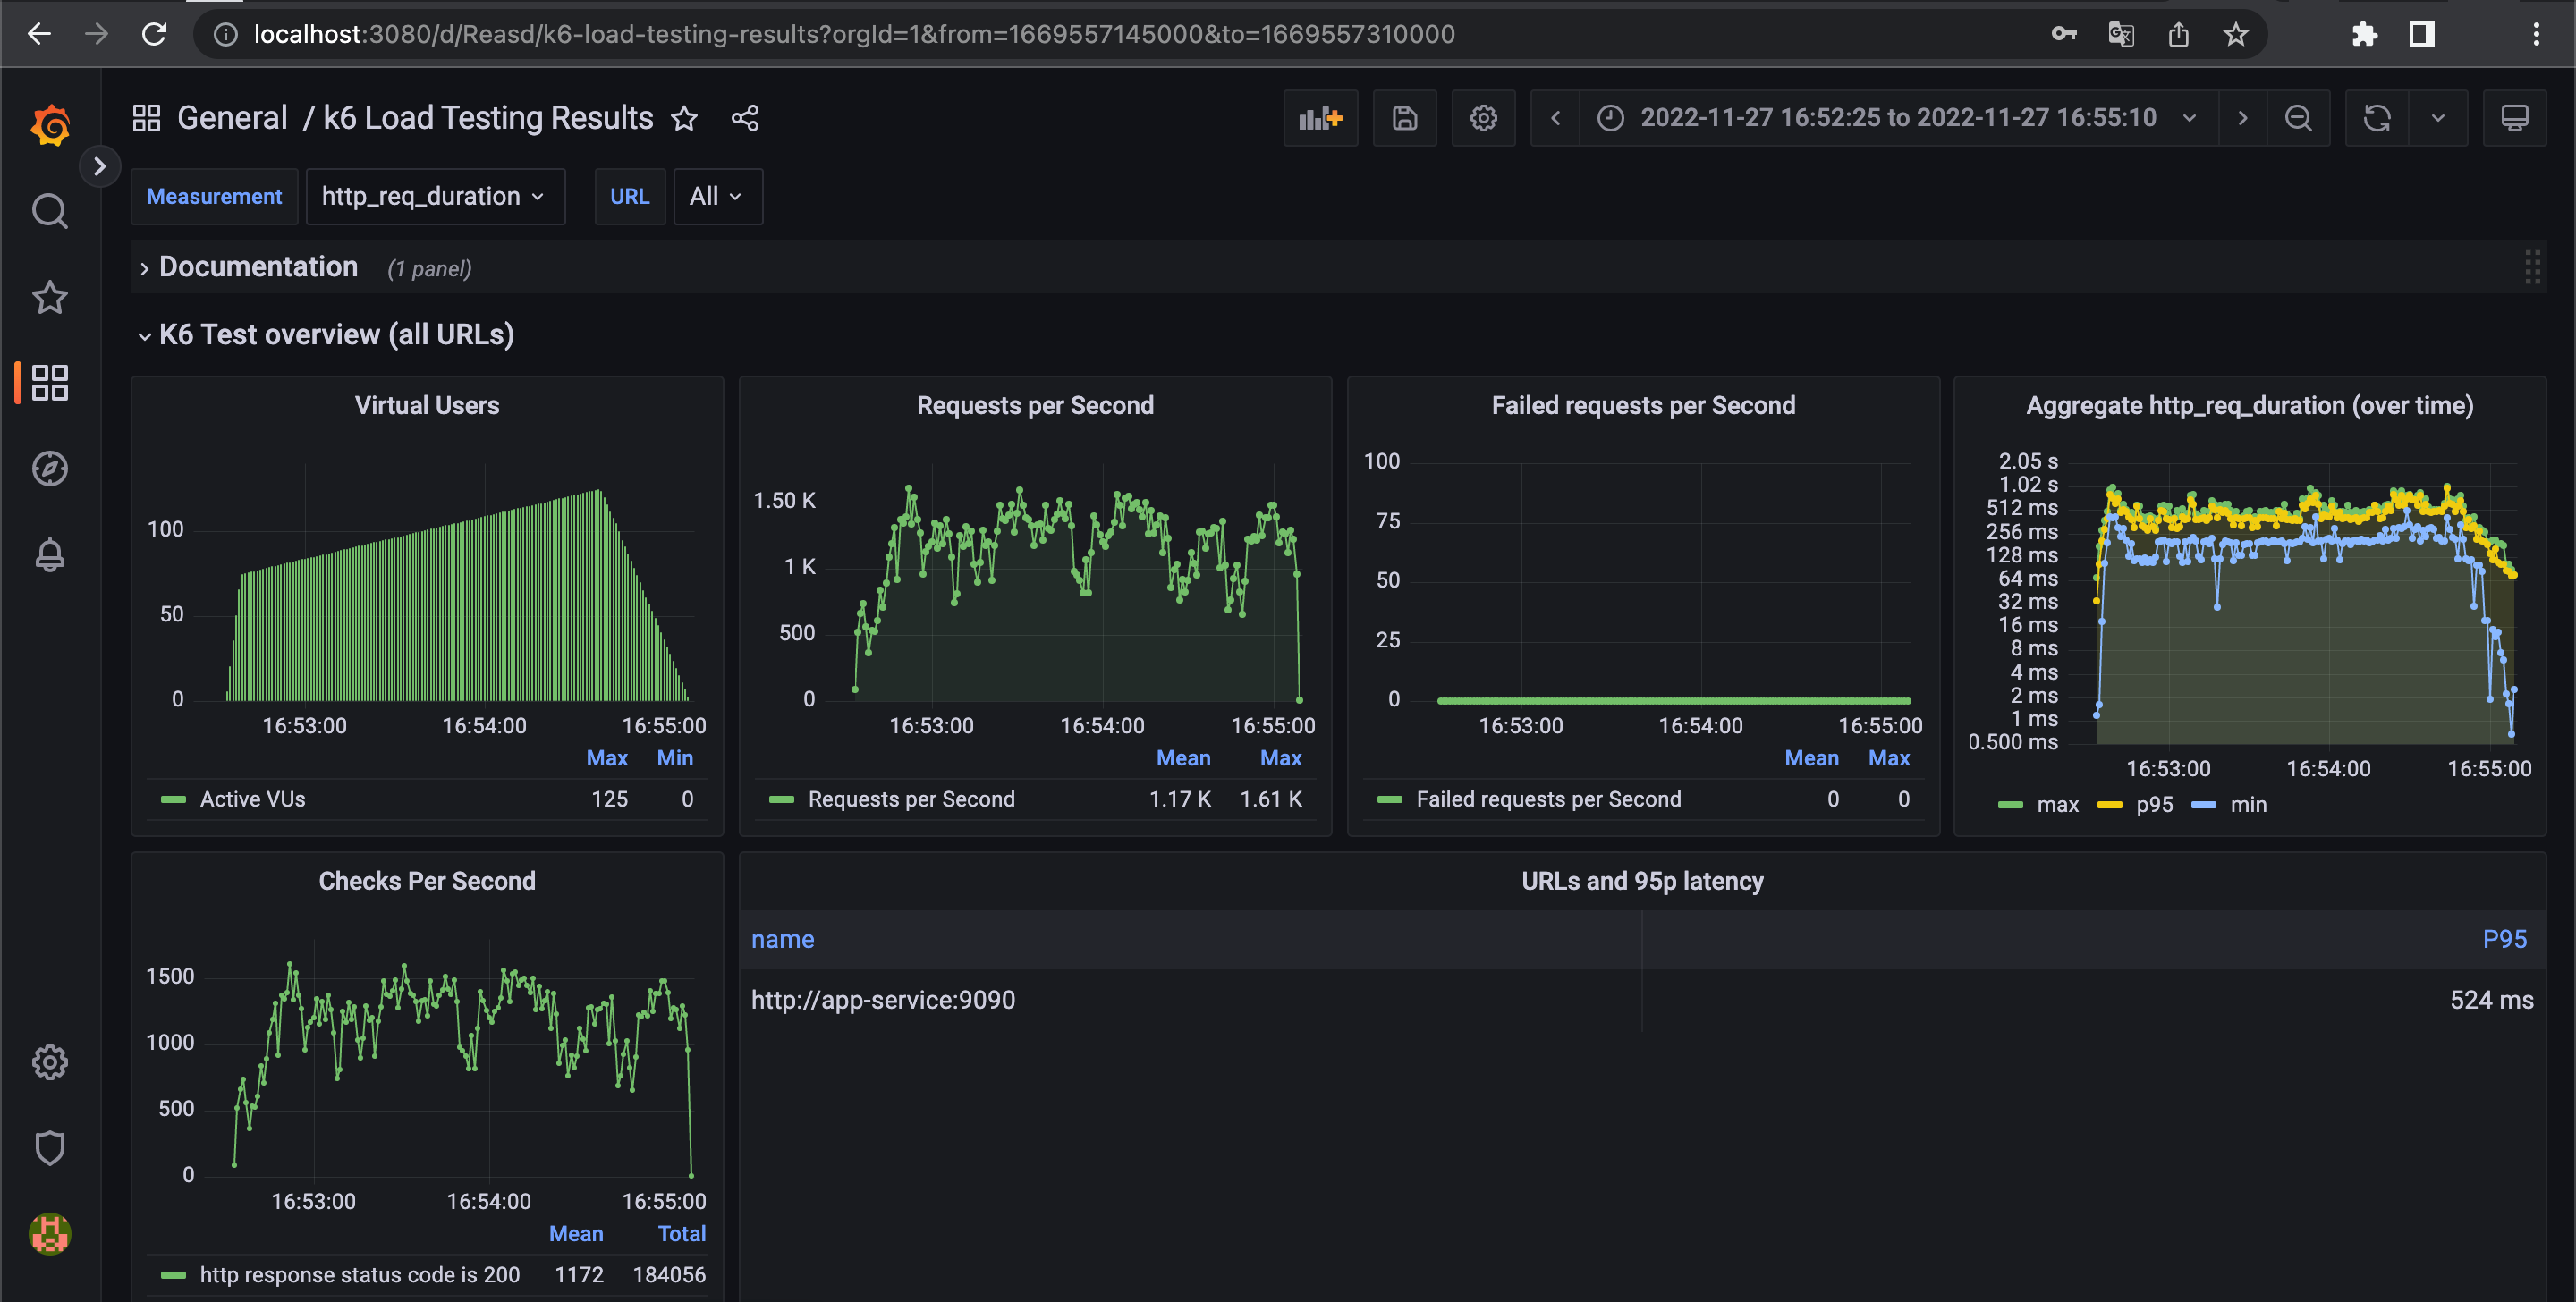 localhost:3080/d/Reasd/k6-load-testing-results?orgId=1&from=1669557145000&to=1669557310000
General / k6 Load Testing Results
2022-11-27 16:52:25 to 2022-11-27 16:55:10
Measurement http_req_duration URL All
Documentation (1 panel)
K6 Test overview (all URLs)
Virtual Users
100
50
0
16:53:00 16:54:00 16:55:00
Max Min
Active VUs 125 0
Requests per Second
1.50 K
1 K
500
0
16:53:00 16:54:00 16:55:00
Mean Max
Requests per Second 1.17 K 1.61 K
Failed requests per Second
100
75
50
25
0
16:53:00 16:54:00 16:55:00
Mean Max
Failed requests per Second 0 0
Aggregate http_req_duration (over time)
2.05 s
1.02 s
512 ms
256 ms
128 ms
64 ms
32 ms
16 ms
8 ms
4 ms
2 ms
1 ms
0.500 ms
16:53:00 16:54:00 16:55:00
max p95 min
Checks Per Second
1500
1000
500
0
16:53:00 16:54:00 16:55:00
Mean Total
http response status code is 200 1172 184056
URLs and 95p latency
name P95
http://app-service:9090 524 ms